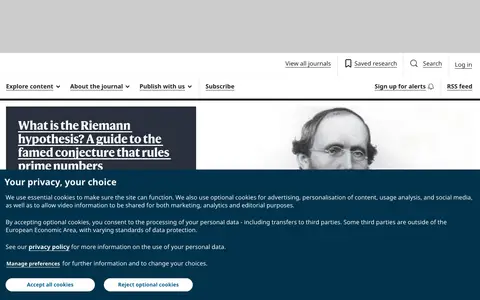 View all journals
Saved research
Search
Log in
Explore content
About the journal
Publish with us
Subscribe
Sign up for alerts
RSS feed
What is the Riemann
hypothesis? A guide to the
famed conjecture that rules
prime numbers
Your privacy, your choice
We use essential cookies to make sure the site can function. We also use optional cookies for advertising, personalisation of content, usage analysis, and social media,
as well as to allow video information to be shared for both marketing, analytics and editorial purposes.
By accepting optional cookies, you consent to the processing of your personal data - including transfers to third parties. Some third parties are outside of the
European Economic Area, with varying standards of data protection.
See our privacy policy for more information on the use of your personal data.
Manage preferences for further information and to change your choices.
Accept all cookies
Reject optional cookies